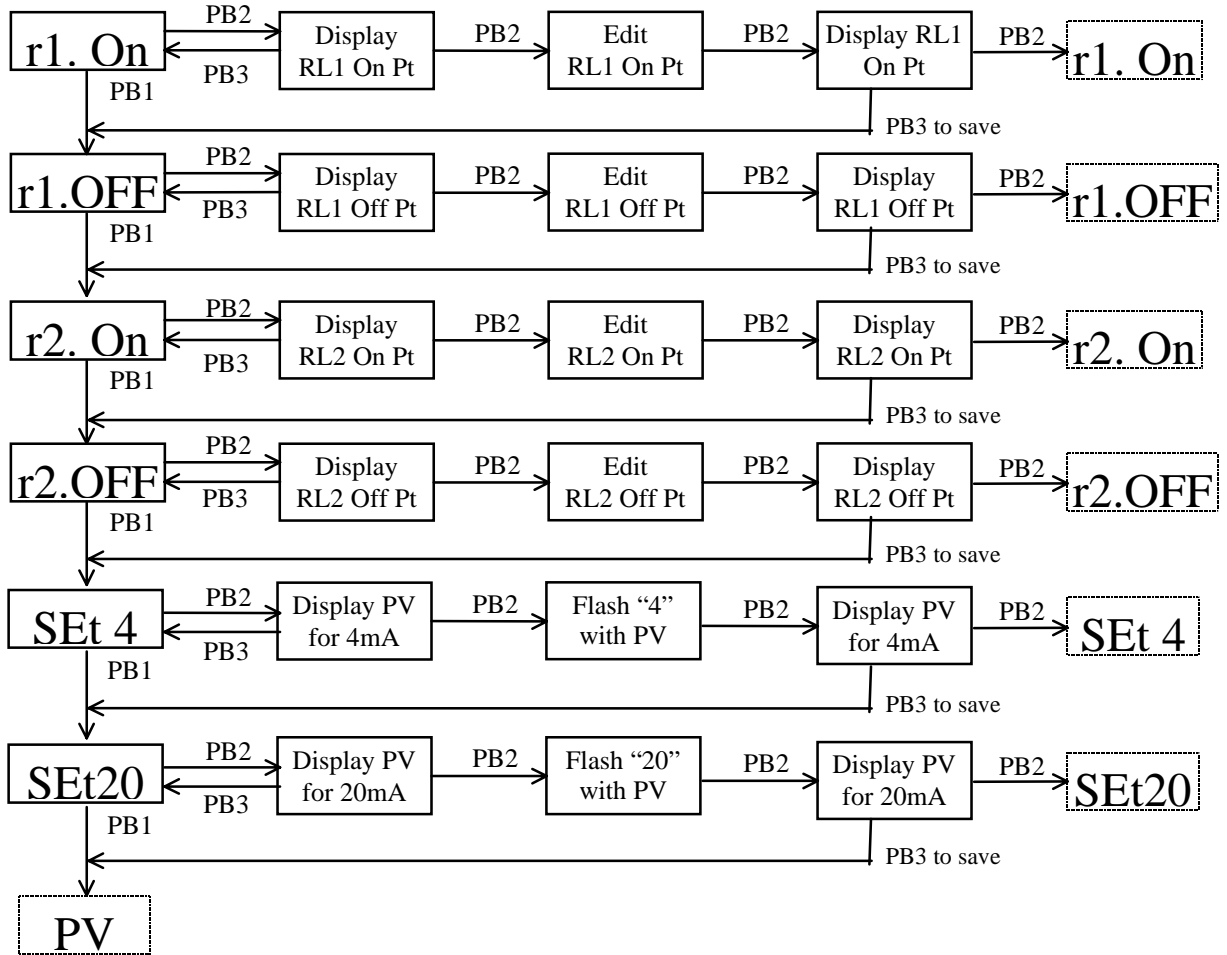 PB2
PB2
PB2
PB2
r1. On
Display
RL1 On Pt
Edit
RL1 On Pt
Display RL1
On Pt
r1. On
PB3
PB1
PB3 to save
PB2
PB2
PB2
PB2
r1.OFF
Display
RL1 Off Pt
Edit
RL1 Off Pt
Display
RL1 Off Pt
r1.OFF
PB3
PB1
PB3 to save
PB2
PB2
PB2
PB2
r2. On
Display
RL2 On Pt
Edit
RL2 On Pt
Display
RL2 On Pt
r2. On
PB3
PB1
PB3 to save
PB2
PB2
PB2
PB2
r2.OFF
Display
RL2 Off Pt
Edit
RL2 Off Pt
Display
RL2 Off Pt
r2.OFF
PB3
PB1
PB3 to save
PB2
PB2
PB2
PB2
SEt 4
Display PV
for 4mA
Flash “4”
with PV
Display PV
for 4mA
SEt 4
PB3
PB1
PB3 to save
PB2
PB2
PB2
PB2
SEt20
Display PV
for 20mA
Flash “20”
with PV
Display PV
for 20mA
SEt20
PB3
PB1
PB3 to save
PV